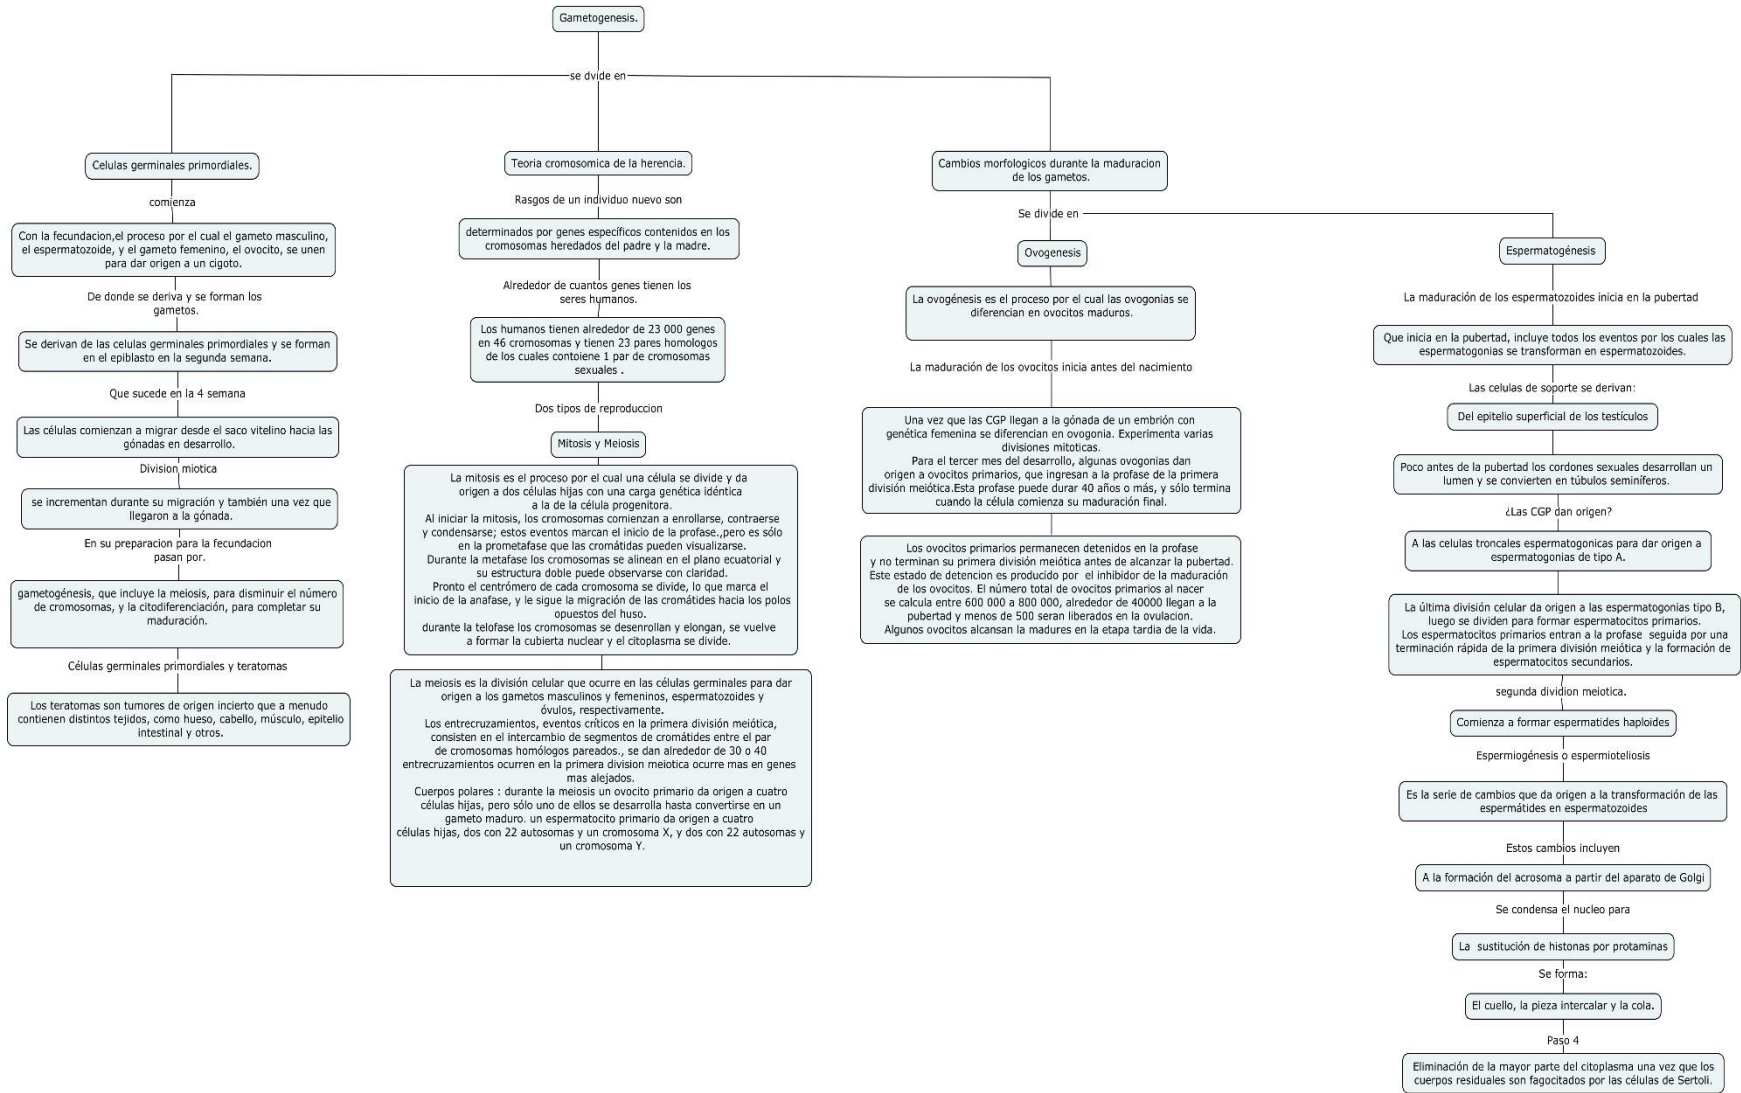 Gametogenesis.
se dvide en
Celulas germinales primordiales.
comienza
Con la fecundacion,el proceso por el cual el gameto masculino,
el espermatozoide, y el gameto femenino, el ovocito, se unen
para dar origen a un cigoto.
De donde se deriva y se forman los
gametos.
Se derivan de las celulas germinales primordiales y se forman
en el epiblasto en la segunda semana.
Que sucede en la 4 semana
Las células comienzan a migrar desde el saco vitelino hacia las
gónadas en desarrollo.
Division miotica
se incrementan durante su migración y también una vez que
llegaron a la gónada.
En su preparacion para la fecundacion
pasan por.
gametogénesis, que incluye la meiosis, para disminuir el número
de cromosomas, y la citodiferenciación, para completar su
maduración.
Células germinales primordiales y teratomas
Los teratomas son tumores de origen incierto que a menudo
contienen distintos tejidos, como hueso, cabello, músculo, epitelio
intestinal y otros.
Teoria cromosomica de la herencia.
Rasgos de un individuo nuevo son
determinados por genes específicos contenidos en los
cromosomas heredados del padre y la madre.
Alrededor de cuantos genes tienen los
seres humanos.
Los humanos tienen alrededor de 23 000 genes
en 46 cromosomas y tienen 23 pares homologos
de los cuales contoiene 1 par de cromosomas
sexuales .
Dos tipos de reproduccion
Mitosis y Meiosis
La mitosis es el proceso por el cual una célula se divide y da
origen a dos células hijas con una carga genética idéntica
a la de la célula progenitora.
Al iniciar la mitosis, los cromosomas comienzan a enrollarse, contraerse
y condensarse; estos eventos marcan el inicio de la profase.,pero es sólo
en la prometafase que las cromátidas pueden visualizarse.
Durante la metafase los cromosomas se alinean en el plano ecuatorial y
su estructura doble puede observarse con claridad.
Pronto el centrómero de cada cromosoma se divide, lo que marca el
inicio de la anafase, y le sigue la migración de las cromátides hacia los polos
opuestos del huso.
durante la telofase los cromosomas se desenrollan y elongan, se vuelve
a formar la cubierta nuclear y el citoplasma se divide.
La meiosis es la división celular que ocurre en las células germinales para dar
origen a los gametos masculinos y femeninos, espermatozoides y
óvulos, respectivamente.
Los entrecruzamientos, eventos críticos en la primera división meiótica,
consisten en el intercambio de segmentos de cromátides entre el par
de cromosomas homólogos pareados., se dan alrededor de 30 o 40
entrecruzamientos ocurren en la primera division meiotica ocurre mas en genes
mas alejados.
Cuerpos polares : durante la meiosis un ovocito primario da origen a cuatro
células hijas, pero sólo uno de ellos se desarrolla hasta convertirse en un
gameto maduro. un espermatocito primario da origen a cuatro
células hijas, dos con 22 autosomas y un cromosoma X, y dos con 22 autosomas y
un cromosoma Y.
Cambios morfologicos durante la maduracion
de los gametos.
Se divide en
Ovogenesis
La ovogénesis es el proceso por el cual las ovogonias se
diferencian en ovocitos maduros.
La maduración de los ovocitos inicia antes del nacimiento
Una vez que las CGP llegan a la gónada de un embrión con
genética femenina se diferencian en ovogonia. Experimenta varias
divisiones mitoticas.
Para el tercer mes del desarrollo, algunas ovogonias dan
origen a ovocitos primarios, que ingresan a la profase de la primera
división meiótica.Esta profase puede durar 40 años o más, y sólo termina
cuando la célula comienza su maduración final.
Los ovocitos primarios permanecen detenidos en la profase
y no terminan su primera división meiótica antes de alcanzar la pubertad.
Este estado de detencion es producido por el inhibidor de la maduración
de los ovocitos. El número total de ovocitos primarios al nacer
se calcula entre 600 000 a 800 000, alrededor de 40000 llegan a la
pubertad y menos de 500 seran liberados en la ovulacion.
Algunos ovocitos alcansan la madures en la etapa tardia de la vida.
Espermatogénesis
La maduración de los espermatozoides inicia en la pubertad
Que inicia en la pubertad, incluye todos los eventos por los cuales las
espermatogonias se transforman en espermatozoides.
Las celulas de soporte se derivan:
Del epitelio superficial de los testículos
Poco antes de la pubertad los cordones sexuales desarrollan un
lumen y se convierten en túbulos seminíferos.
¿Las CGP dan origen?
A las celulas troncales espermatogonicas para dar origen a
espermatogonias de tipo A.
La última división celular da origen a las espermatogonias tipo B,
luego se dividen para formar espermatocitos primarios.
Los espermatocitos primarios entran a la profase seguida por una
terminación rápida de la primera división meiótica y la formación de
espermatocitos secundarios.
segunda dividion meiotica.
Comienza a formar espermatides haploides
Espermiogénesis o espermioteliosis
Es la serie de cambios que da origen a la transformación de las
espermátides en espermatozoides
Estos cambios incluyen
A la formación del acrosoma a partir del aparato de Golgi
Se condensa el nucleo para
La sustitución de histonas por protaminas
Se forma:
El cuello, la pieza intercalar y la cola.
Paso 4
Eliminación de la mayor parte del citoplasma una vez que los
cuerpos residuales son fagocitados por las células de Sertoli.